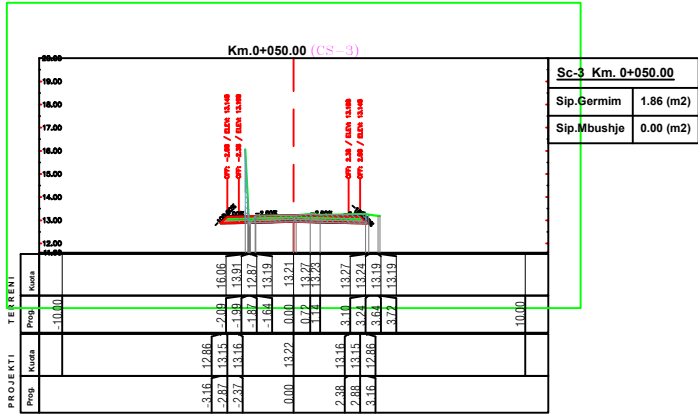 Km.0+050.00 (CS-3)
Sc-3 Km. 0+050.00
Sip.Germim 1.86 (m2)
Sip.Mbushje 0.00 (m2)
20.00
19.00
18.00
17.00
16.00
15.00
14.00
13.00
12.00
TERRENI
Kuota 16.06 13.91 12.87 13.19 13.21 13.27 13.23 13.27 13.24 13.19 13.19
Prog. -10.00 -2.09 -1.99 -1.87 -1.64 0.00 0.72 1.14 3.10 3.24 3.64 3.72 10.00
PROJEKTI
Kuota 12.86 13.15 13.16 13.22 13.16 13.15 12.86
Prog. -3.16 -2.87 -2.37 0.00 2.38 2.88 3.16